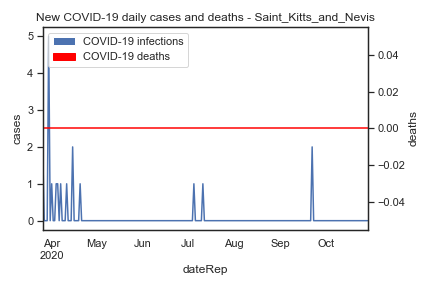 New COVID-19 daily cases and deaths - Saint_Kitts_and_Nevis
COVID-19 infections
COVID-19 deaths
5
4
3
2
1
0
cases
0.04
0.02
0.00
−0.02
−0.04
deaths
Apr May Jun Jul Aug Sep Oct
2020
dateRep